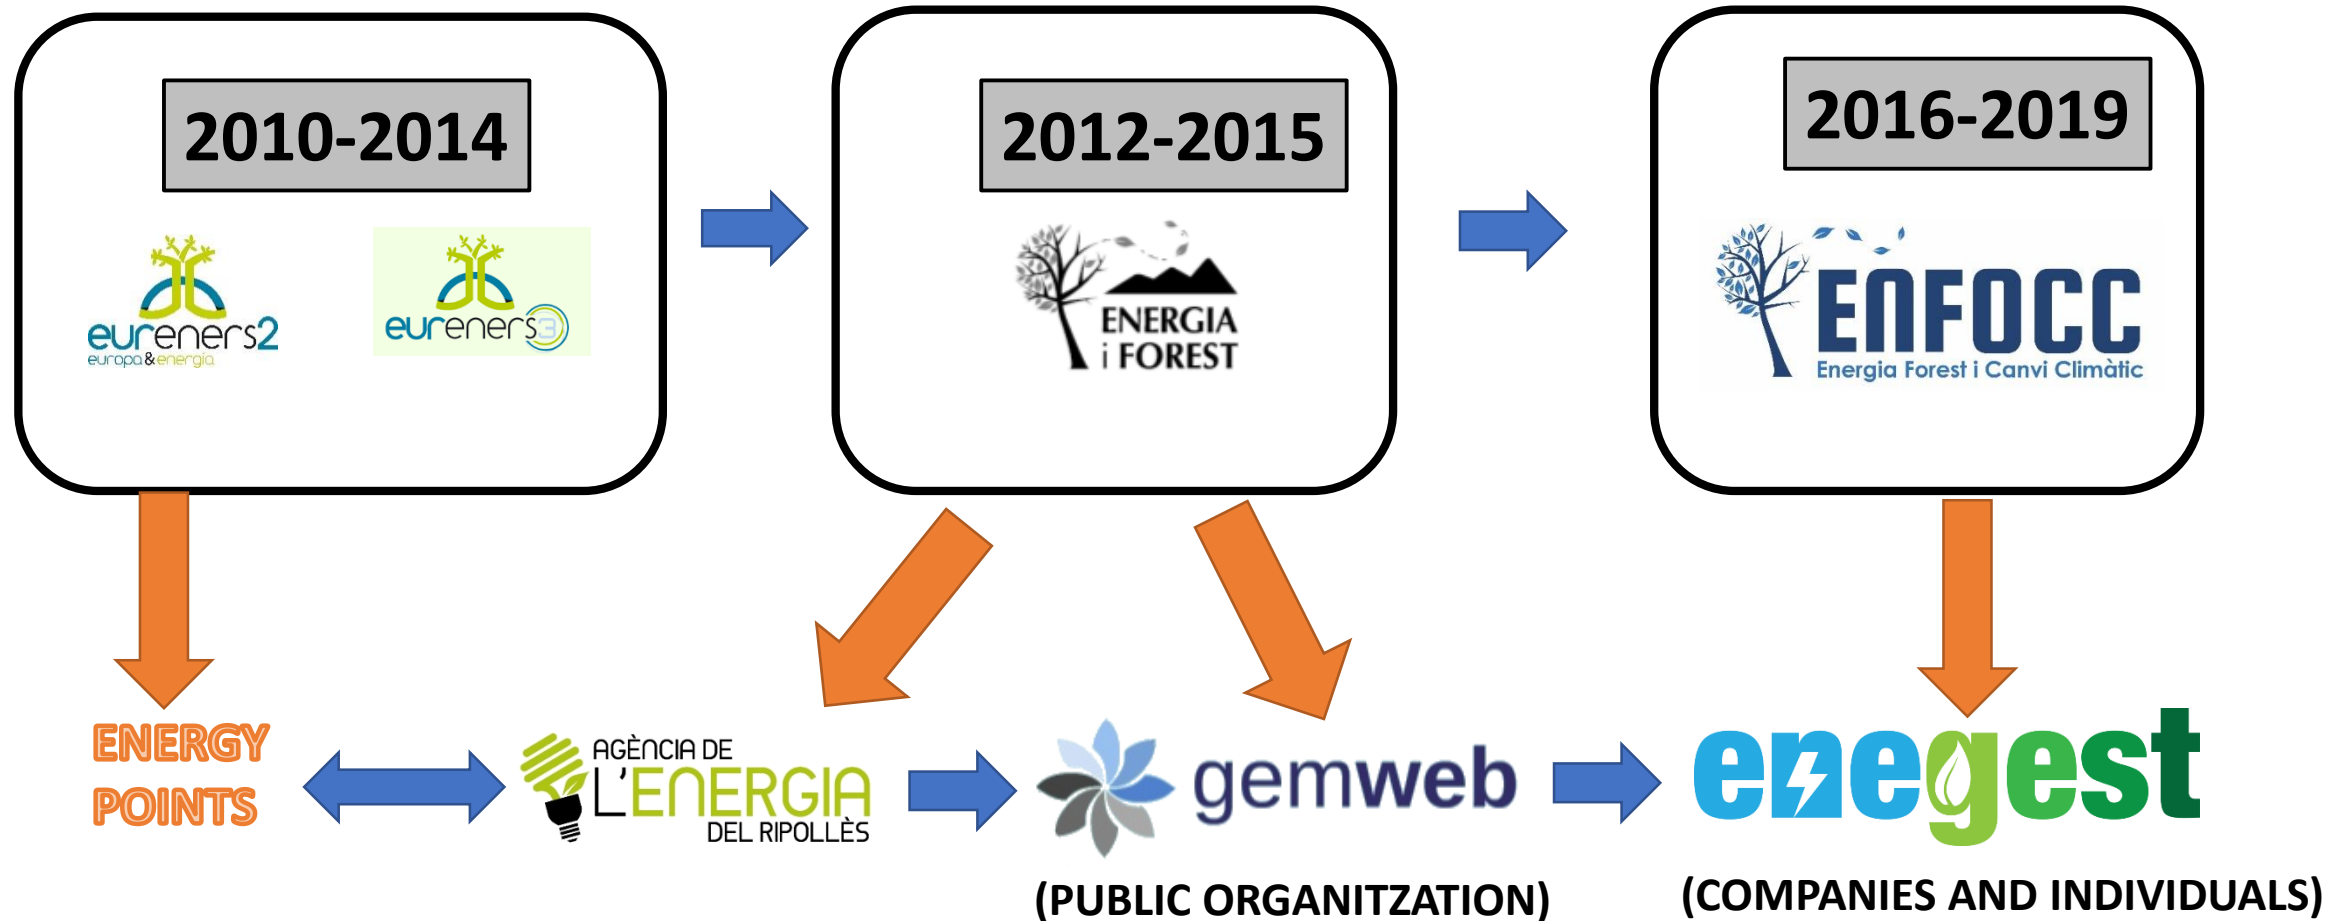 2010-2014
2012-2015
2016-2019
eureners2
europa & energía
eureners3
ENERGIA
i FOREST
ENFOCC
Energia Forest i Canvi Climàtic
ENERGY
POINTS
AGÈNCIA DE
L'ENERGIA
DEL RIPOLLÈS
gemweb
enegest
(PUBLIC ORGANITZATION)
(COMPANIES AND INDIVIDUALS)